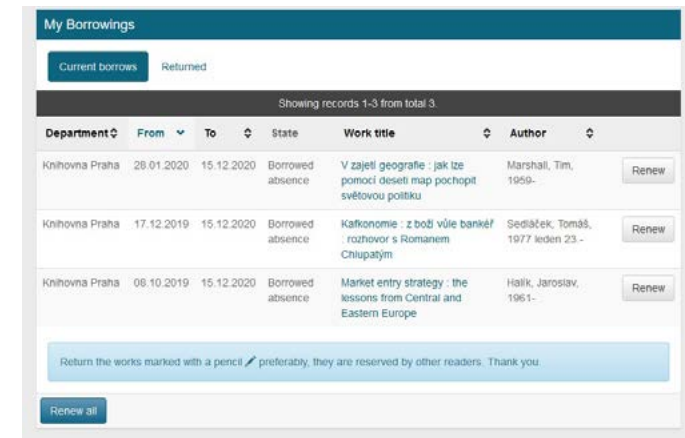 My Borrowings
Current borrows Returned
Showing records 1-3 from total 3.
Department From To State Work title Author
Knihovna Praha 28.01.2020 15.12.2020 Borrowed V zajetí geografie : jak lze Marshall, Tim, Renew
absence pomocí deseti map pochopit 1959-
světovou politiku
Knihovna Praha 17.12.2019 15.12.2020 Borrowed Kafkonomie : z boží vůle bankéř Sedláček, Tomáš, Renew
absence : rozhovor s Romanem 1977 leden 23.-
Chlupatým
Knihovna Praha 08.10.2019 15.12.2020 Borrowed Market entry strategy : the Halík, Jaroslav, Renew
absence lessons from Central and 1961-
Eastern Europe
Return the works marked with a pencil preferably, they are reserved by other readers. Thank you.
Renew all